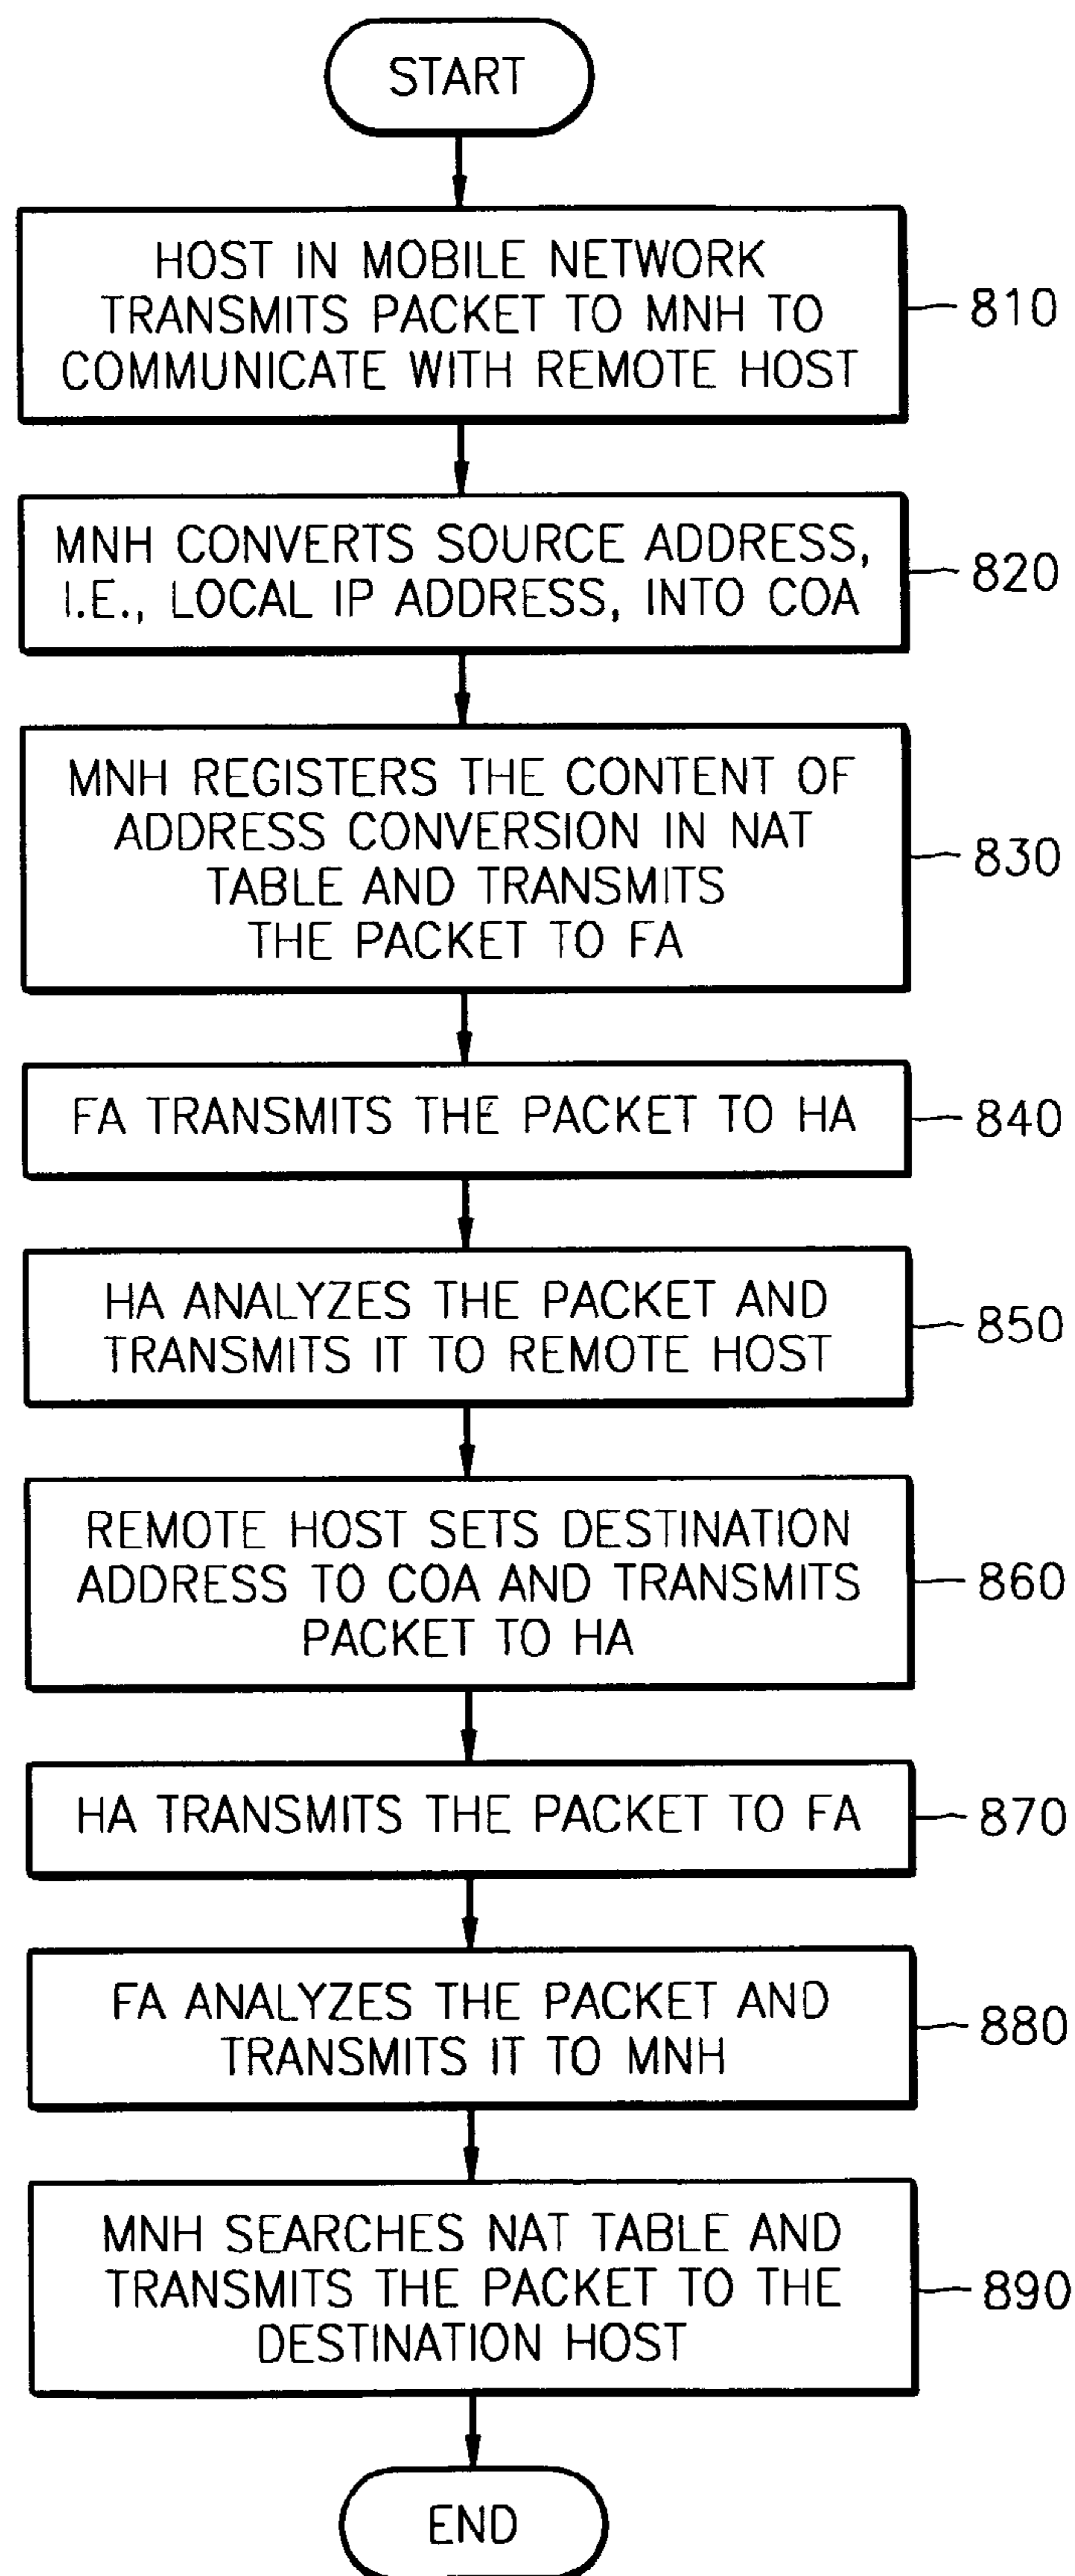 START
HOST IN MOBILE NETWORK
TRANSMITS PACKET TO MNH TO
COMMUNICATE WITH REMOTE HOST
810
MNH CONVERTS SOURCE ADDRESS,
I.E., LOCAL IP ADDRESS, INTO COA
820
MNH REGISTERS THE CONTENT OF
ADDRESS CONVERSION IN NAT
TABLE AND TRANSMITS
THE PACKET TO FA
830
FA TRANSMITS THE PACKET TO HA
840
HA ANALYZES THE PACKET AND
TRANSMITS IT TO REMOTE HOST
850
REMOTE HOST SETS DESTINATION
ADDRESS TO COA AND TRANSMITS
PACKET TO HA
860
HA TRANSMITS THE PACKET TO FA
870
FA ANALYZES THE PACKET AND
TRANSMITS IT TO MNH
880
MNH SEARCHES NAT TABLE AND
TRANSMITS THE PACKET TO THE
DESTINATION HOST
890
END